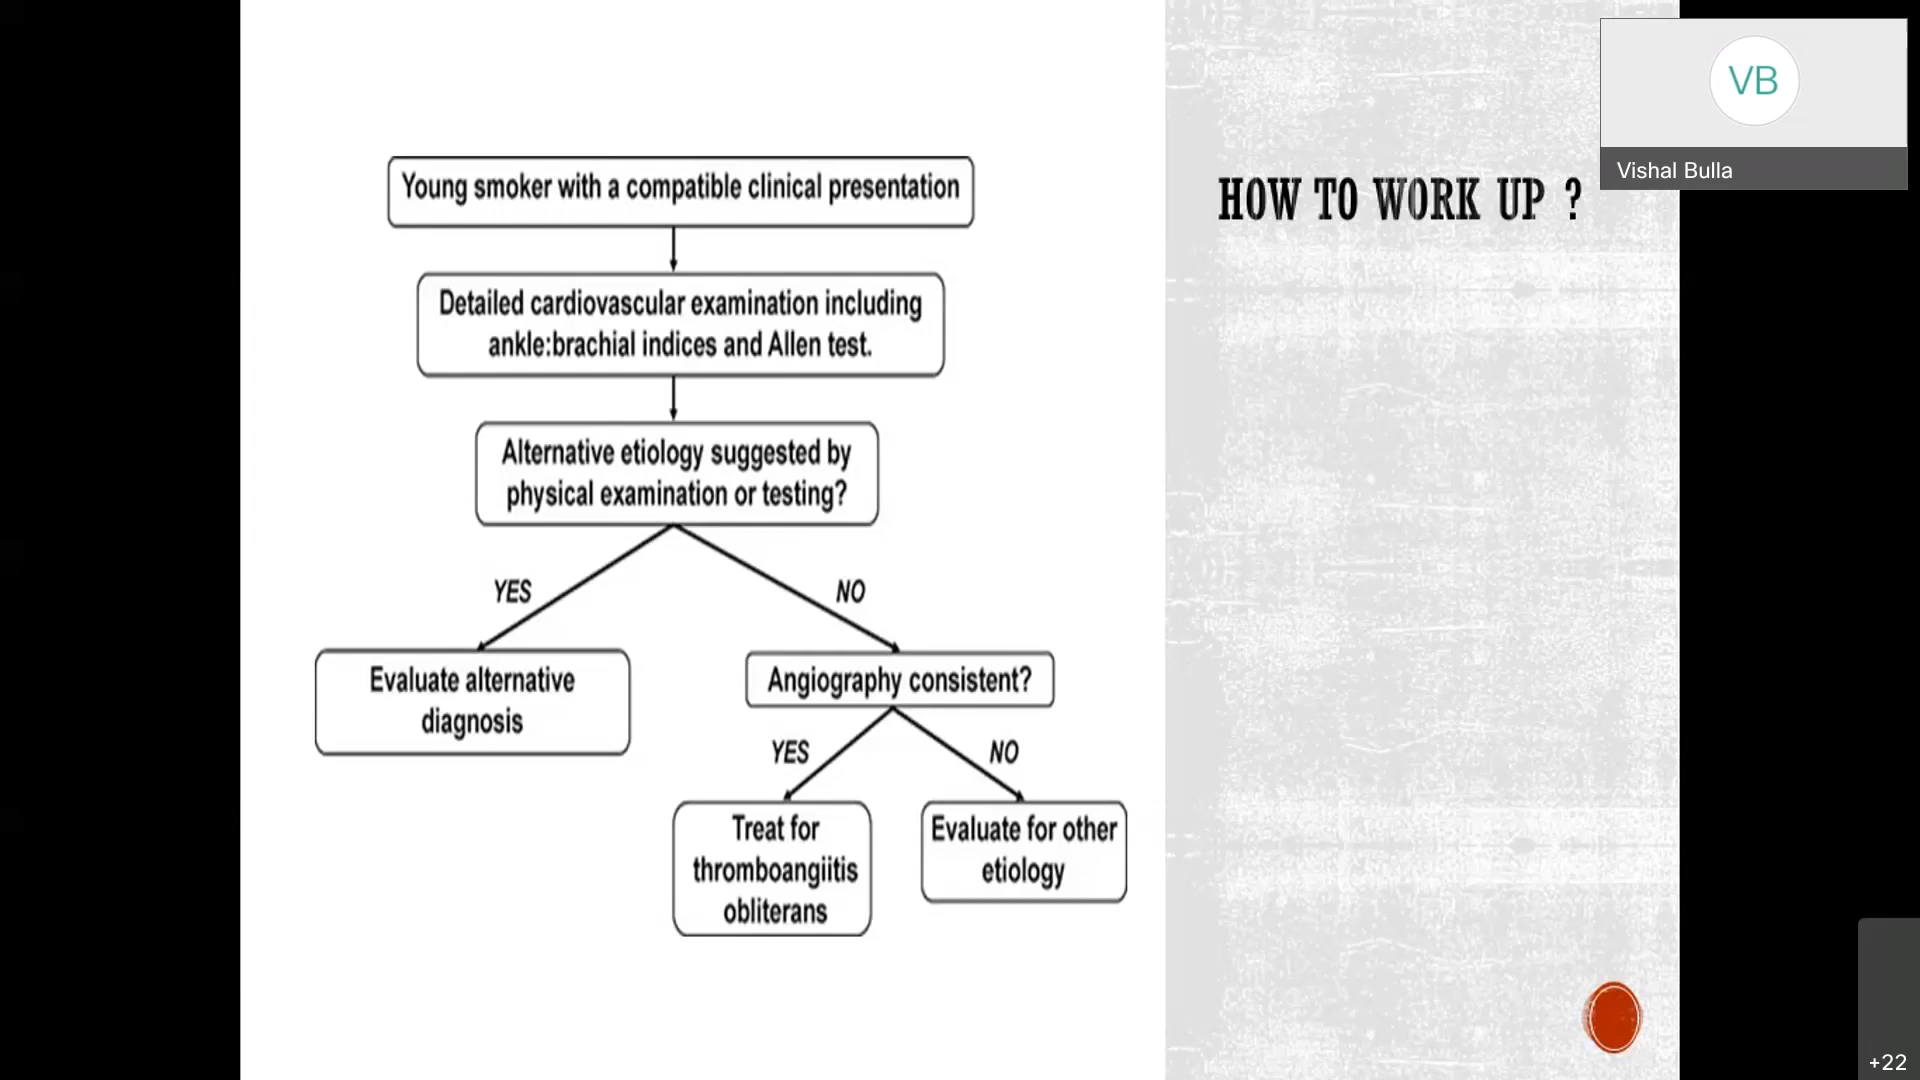 Young smoker with a compatible clinical presentation
Detailed cardiovascular examination including
ankle:brachial indices and Allen test.
Alternative etiology suggested by
physical examination or testing?
YES
NO
Evaluate alternative
diagnosis
Angiography consistent?
YES
NO
Treat for
thromboangiitis
obliterans
Evaluate for other
etiology
HOW TO WORK UP ?
VB
Vishal Bulla
+22